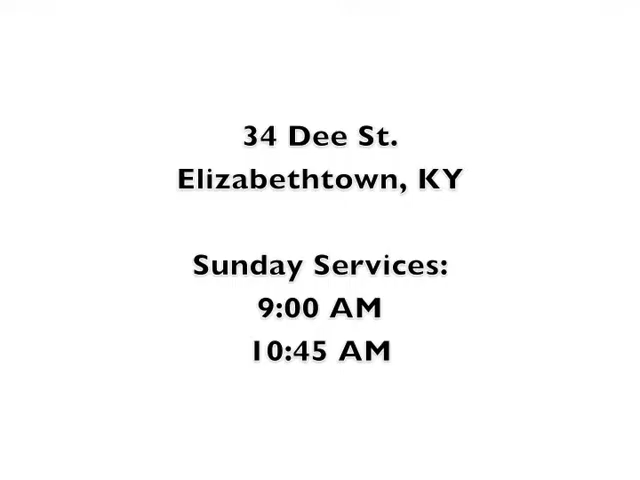 34 Dee St.
Elizabethtown, KY
Sunday Services:
9:00 AM
10:45 AM